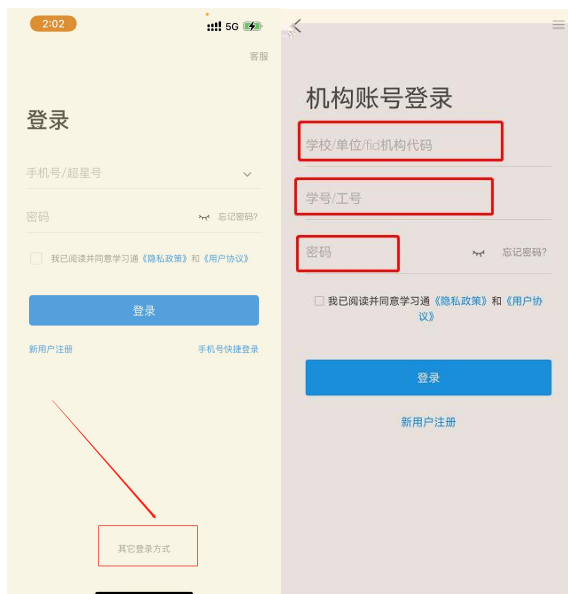 2:02
5G
客服
登录
手机号/超星号
密码
忘记密码?
我已阅读并同意学习通《隐私政策》和《用户协议》
登录
新用户注册
手机号快捷登录
其它登录方式
机构账号登录
学校/单位/fid机构代码
学号/工号
密码
忘记密码?
我已阅读并同意学习通《隐私政策》和《用户协
议》
登录
新用户注册